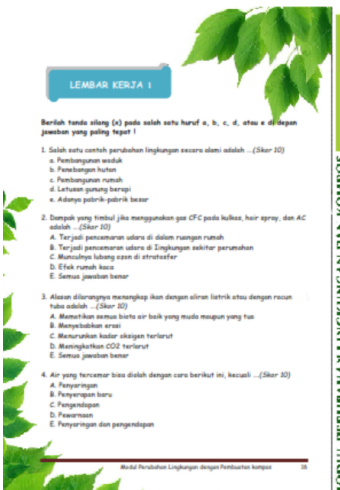 LEMBAR KERJA 1
Berilah tanda silang (x) pada salah satu huruf a, b, c, d, atau e di depan
jawaban yang paling tepat !
1. Salah satu contoh perubahan lingkungan secara alami adalah ...(Skor 10)
a. Pembangunan waduk
b. Penebangan hutan
c. Pembangunan rumah
d. Letusan gunung berapi
e. Adanya pabrik-pabrik besar
2. Dampak yang timbul jika menggunakan gas CFC pada kulkas, hair spray, dan AC
adalah ...(Skor 10)
A. Terjadi pencemaran udara di dalam ruangan rumah
B. Terjadi pencemaran udara di lingkungan sekitar perumahan
C. Munculnya lubang ozon di stratosfer
D. Efek rumah kaca
E. Semua jawaban benar
3. Alasan dilarangnya menangkap ikan dengan aliran listrik atau dengan racun
tuba adalah ...(Skor 10)
A. Mematikan semua biota air baik yang muda maupun yang tua
B. Menyebabkan erosi
C. Menurunkan kadar oksigen terlarut
D. Meningkatkan CO2 terlarut
E. Semua jawaban benar
4. Air yang tercemar bisa diolah dengan cara berikut ini, kecuali ...(Skor 10)
A. Penyaringan
B. Penyerapan baru
C. Pengendapan
D. Pewarnaan
E. Penyaringan dan pengendapan
Modul Perubahan Lingkungan dengan Pembuatan kompos